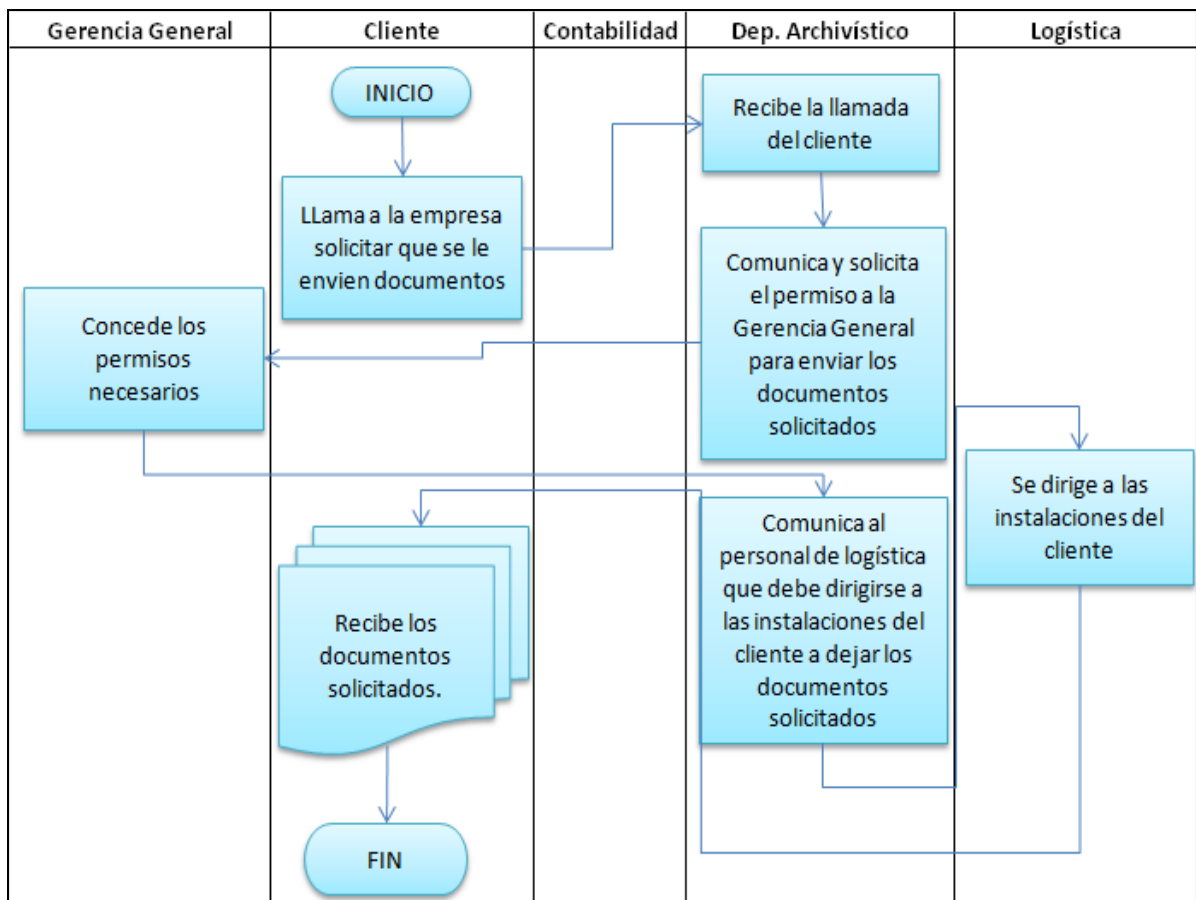 Gerencia General
Cliente
Contabilidad
Dep. Archivístico
Logística
INICIO
LLama a la empresa
solicitar que se le
envien documentos
Recibe la llamada
del cliente
Comunica y solicita
el permiso a la
Gerencia General
para enviar los
documentos
solicitados
Concede los
permisos
necesarios
Comunica al
personal de logística
que debe dirigirse a
las instalaciones del
cliente a dejar los
documentos
solicitados
Se dirige a las
instalaciones del
cliente
Recibe los
documentos
solicitados.
FIN